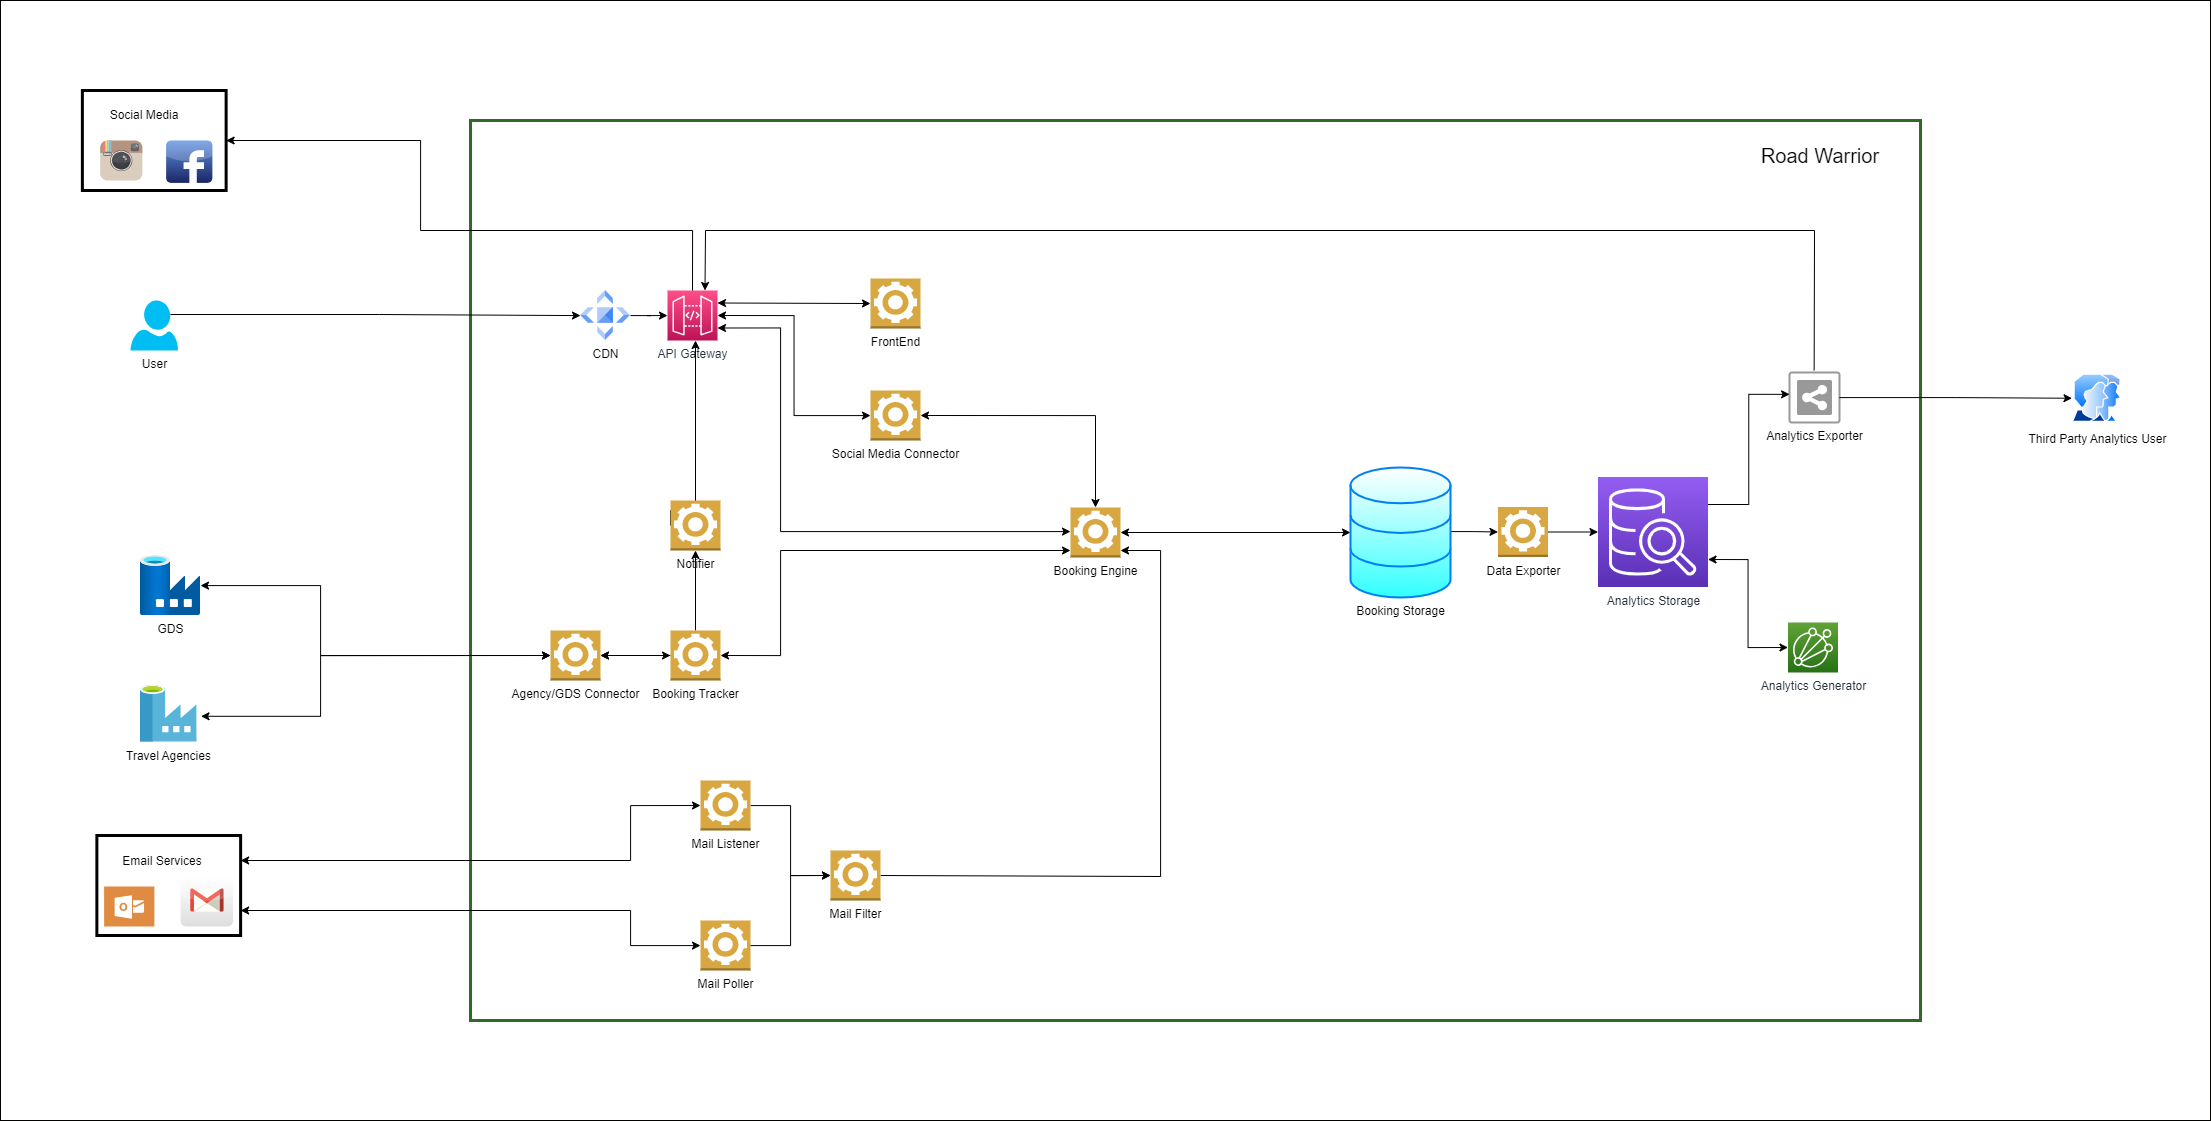 Social Media
Road Warrior
User
CDN
API Gateway
</>
FrontEnd
Social Media Connector
Analytics Exporter
Third Party Analytics User
Notifier
Booking Engine
Booking Storage
Data Exporter
Analytics Storage
GDS
Agency/GDS Connector
Booking Tracker
Analytics Generator
Travel Agencies
Mail Listener
Email Services
Mail Filter
Mail Poller